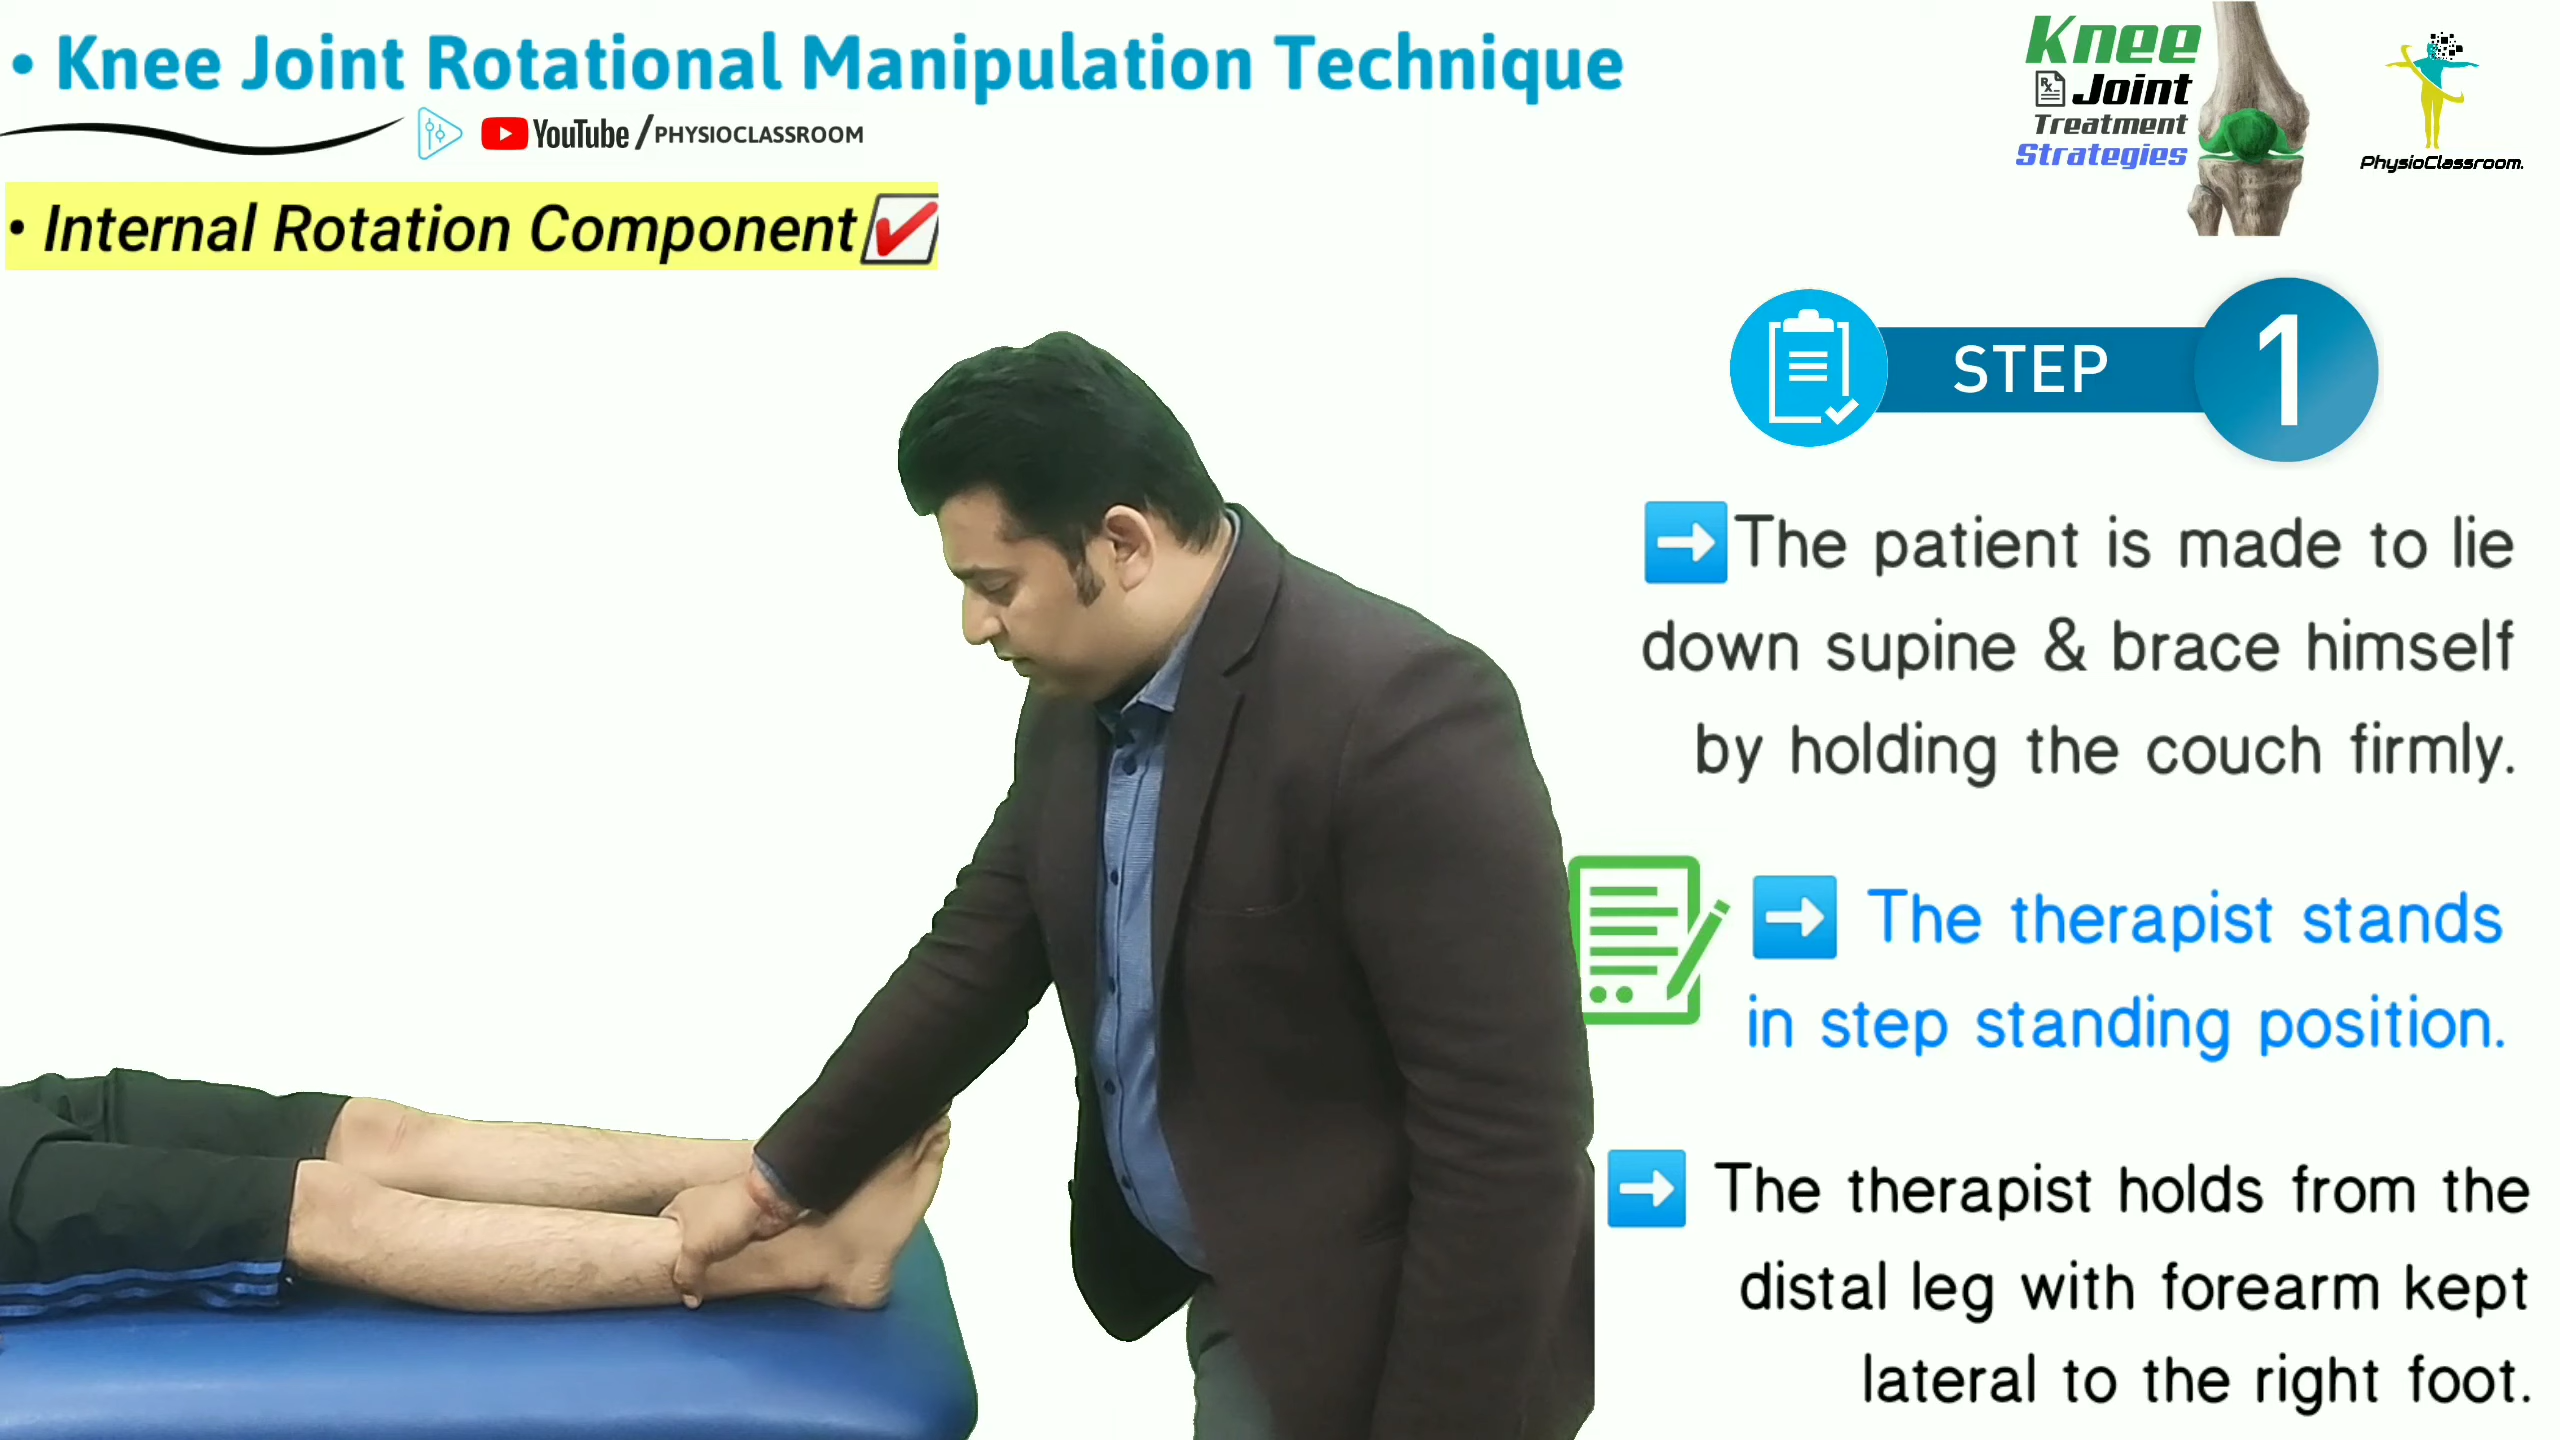 • Knee Joint Rotational Manipulation Technique
YouTube /PHYSIOCLASSROOM
• Internal Rotation Component
Knee
Rx Joint
Treatment
Strategies
PhysioClassroom.
STEP 1
The patient is made to lie
down supine & brace himself
by holding the couch firmly.
The therapist stands
in step standing position.
The therapist holds from the
distal leg with forearm kept
lateral to the right foot.